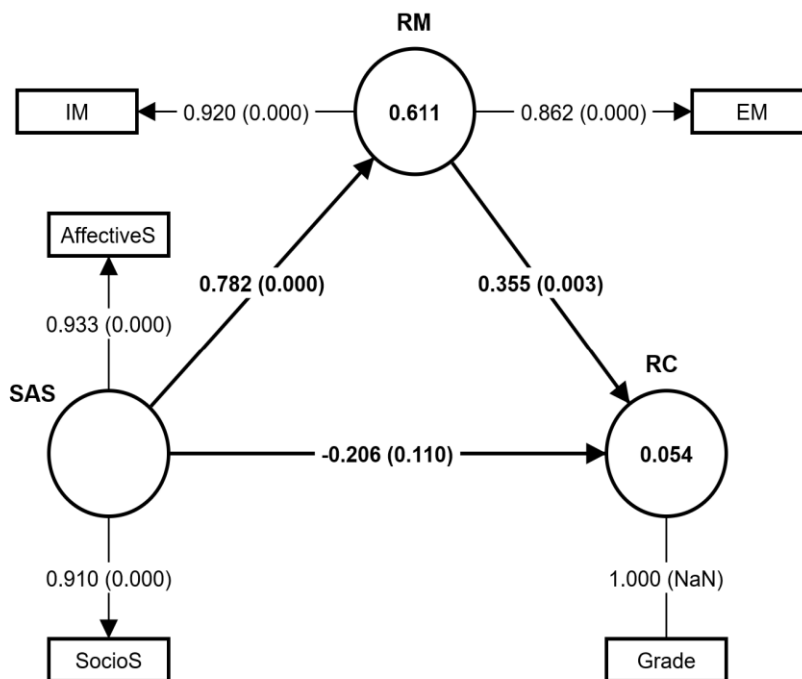 RM
IM
0.920 (0.000)
0.611
0.862 (0.000)
EM
AffectiveS
0.782 (0.000)
0.355 (0.003)
0.933 (0.000)
RC
SAS
-0.206 (0.110)
0.054
0.910 (0.000)
1.000 (NaN)
SocioS
Grade